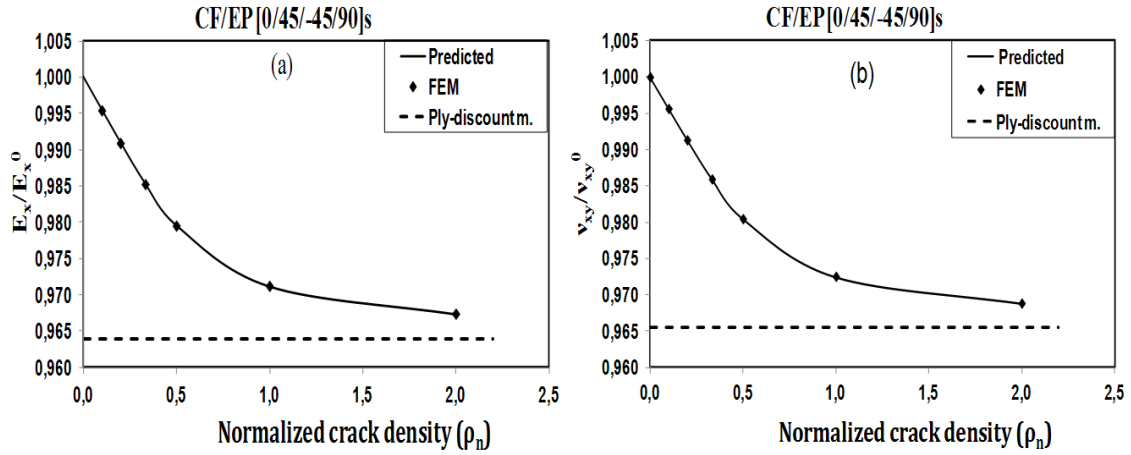 CF/EP[0/45/-45/90]s
(a)
Predicted
FEM
Ply-discount m.
1,005
1,000
0,995
0,990
0,985
0,980
0,975
0,970
0,965
0,960
Eₓ/Eₓ⁰
0,0 0,5 1,0 1,5 2,0 2,5
Normalized crack density (ρₙ)
CF/EP[0/45/-45/90]s
(b)
Predicted
FEM
Ply-discount m.
1,005
1,000
0,995
0,990
0,985
0,980
0,975
0,970
0,965
0,960
νxy/νxy⁰
0,0 0,5 1,0 1,5 2,0 2,5
Normalized crack density (ρₙ)